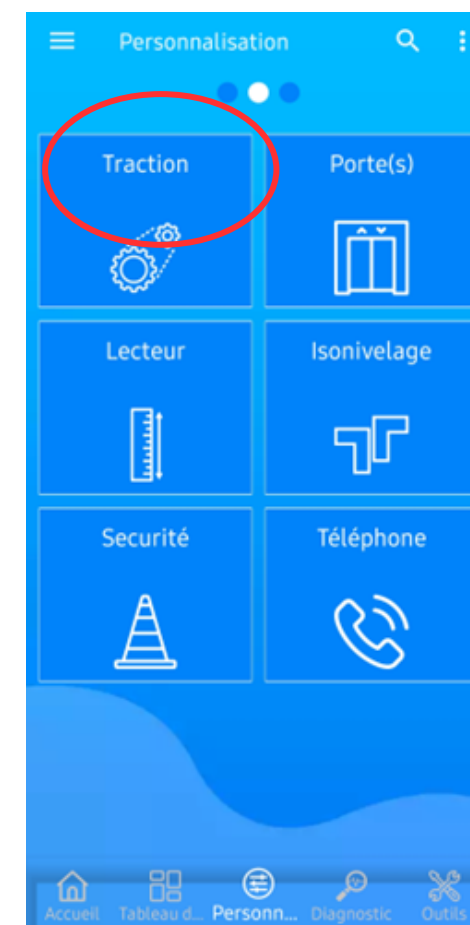 Personnalisation
Traction
Porte(s)
Lecteur
Isonivelage
Securité
Téléphone
Accueil
Tableau d...
Personn...
Diagnostic
Outils